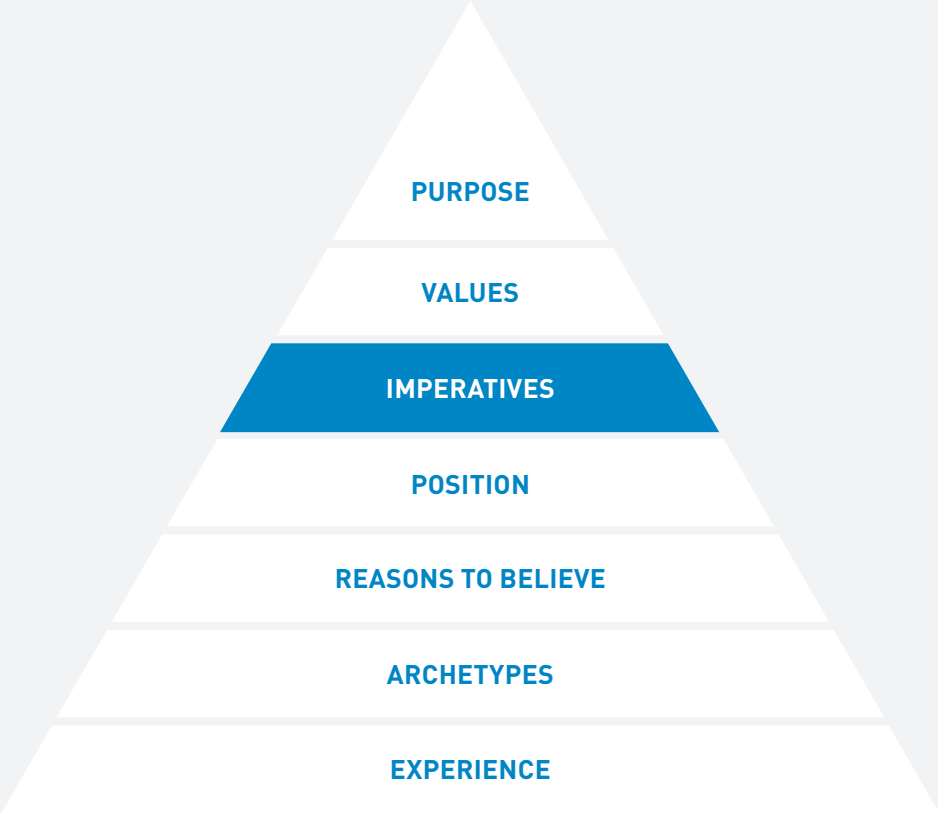 PURPOSE
VALUES
IMPERATIVES
POSITION
REASONS TO BELIEVE
ARCHETYPES
EXPERIENCE